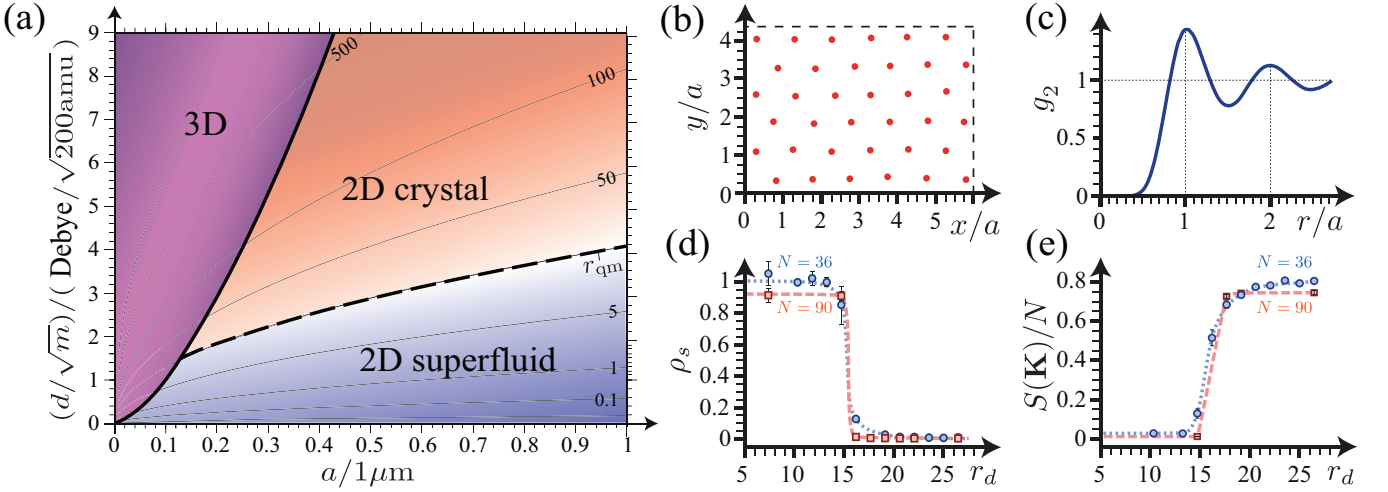 (a)
(d/√m)/(Debye/√200amu)
9
8
7
6
5
4
3
2
1
0
3D
2D crystal
2D superfluid
500
100
50
r_qm
5
1
0.1
0 0.1 0.2 0.3 0.4 0.5 0.6 0.7 0.8 0.9 1
a/1μm
(b)
y/a
4
3
2
1
0
0 1 2 3 4 5 x/a
(c)
g₂
1
0.5
0
0 1 2 r/a
(d)
ρ_s
1
0.8
0.6
0.4
0.2
0
N = 36
N = 90
5 10 15 20 25 r_d
(e)
S(K)/N
0.8
0.6
0.4
0.2
0
N = 36
N = 90
5 10 15 20 25 r_d